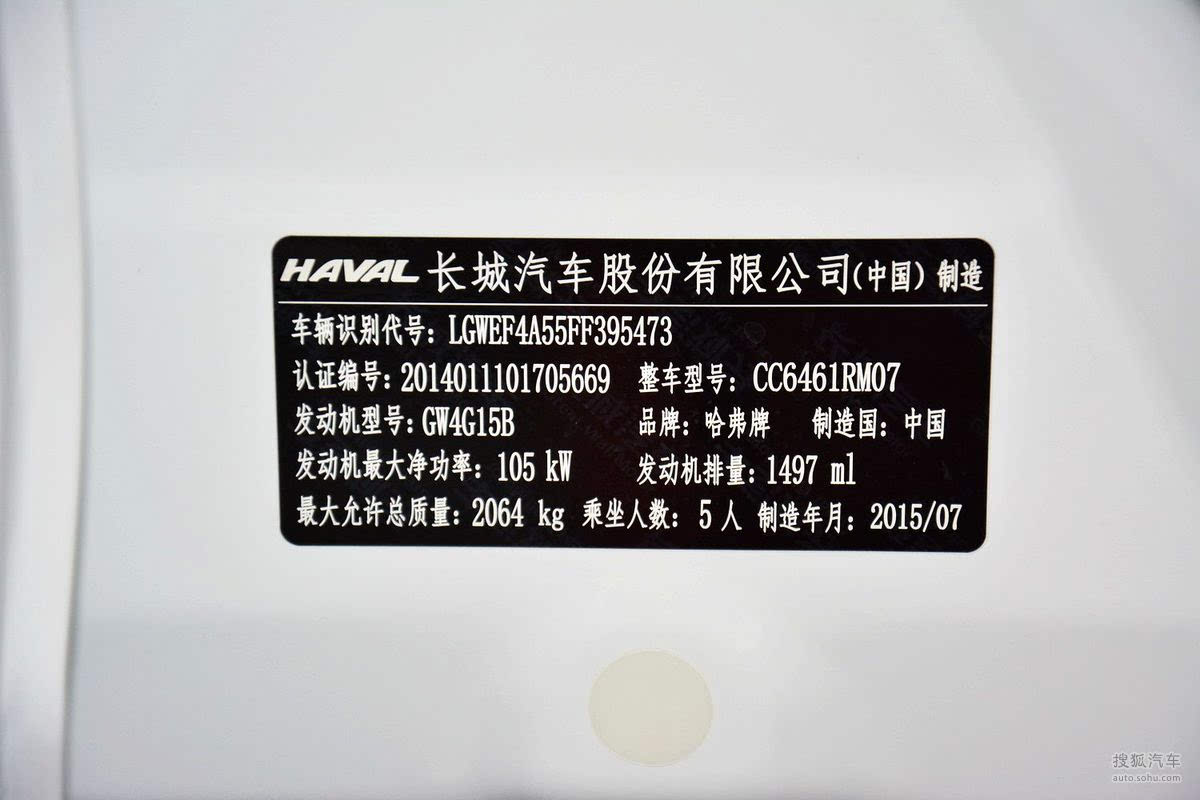 HAVAL 长城汽车股份有限公司(中国)制造
车辆识别代号：LGWEF4A55FF395473
认证编号：2014011101705669 整车型号：CC6461RM07
发动机型号：GW4G15B 品牌：哈弗牌 制造国：中国
发动机最大净功率：105 kW 发动机排量：1497 ml
最大允许总质量：2064 kg 乘坐人数：5人 制造年月：2015/07
搜狐汽车
auto.sohu.com